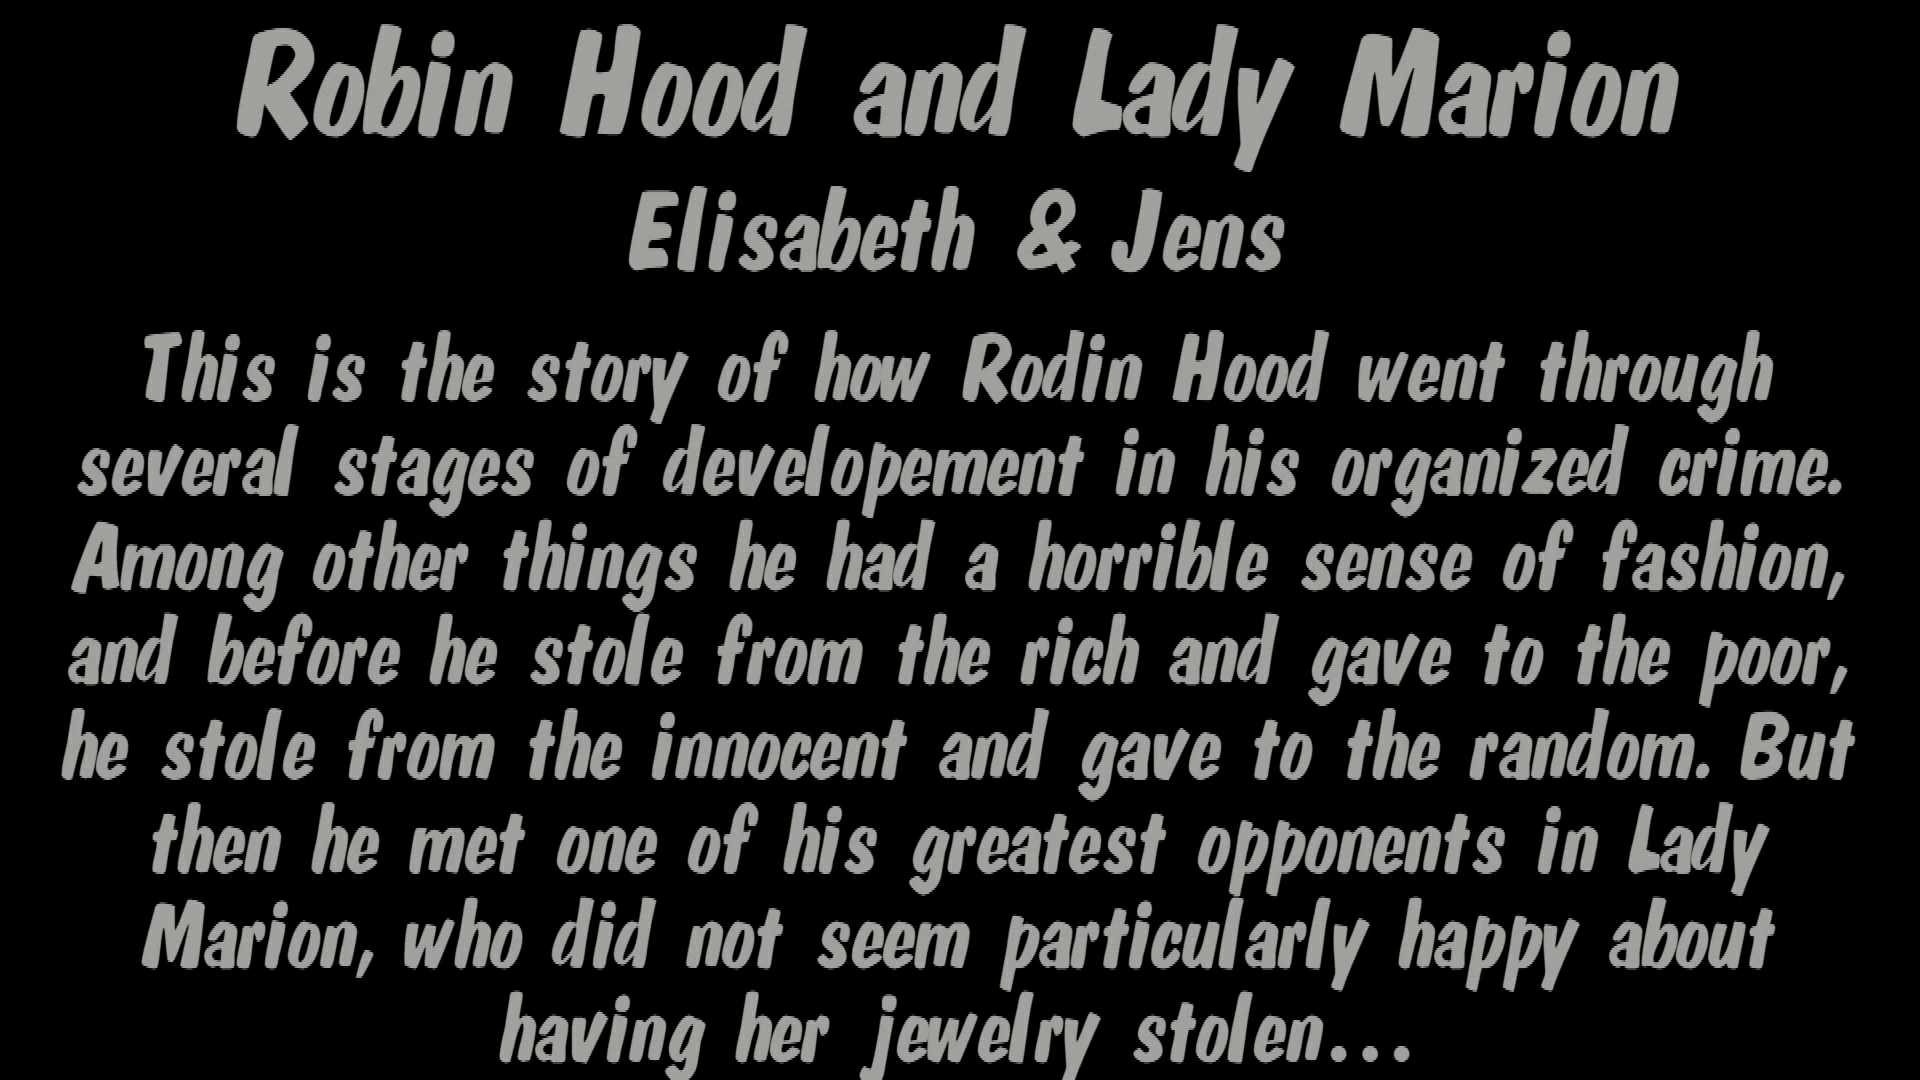 Robin Hood and Lady Marion
Elisabeth & Jens
This is the story of how Rodin Hood went through
several stages of developement in his organized crime.
Among other things he had a horrible sense of fashion,
and before he stole from the rich and gave to the poor,
he stole from the innocent and gave to the random. But
then he met one of his greatest opponents in Lady
Marion, who did not seem particularly happy about
having her jewelry stolen...